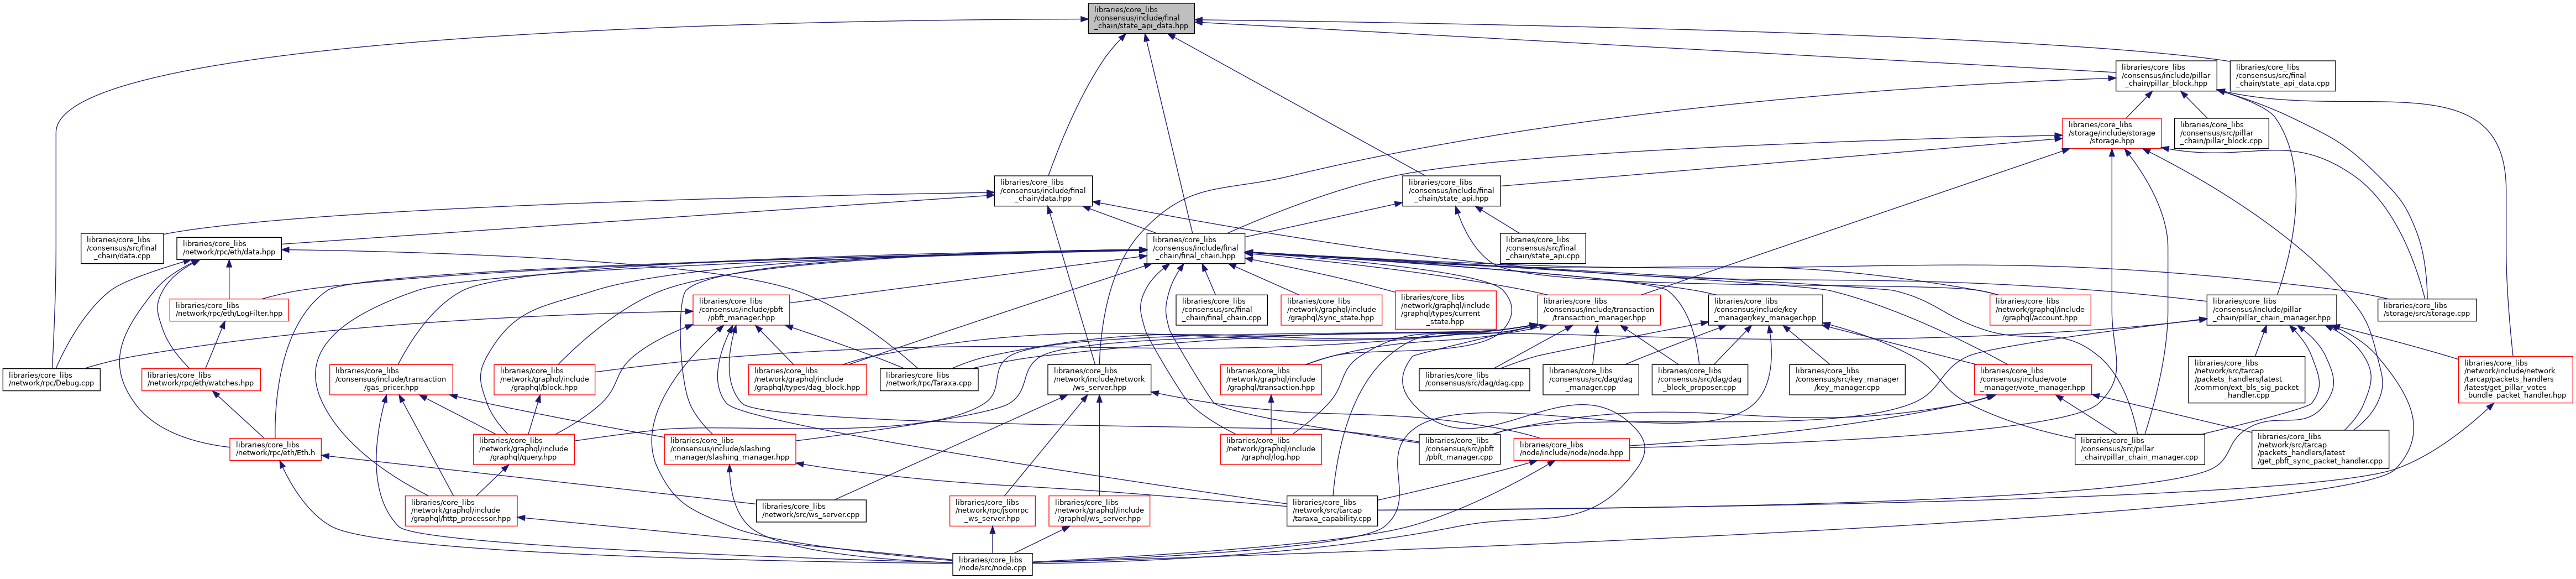 libraries/core_libs
/consensus/include/final
_chain/state_api_data.hpp
libraries/core_libs
/consensus/include/pillar
_chain/pillar_block.hpp
libraries/core_libs
/consensus/src/final
_chain/state_api_data.cpp
libraries/core_libs
/storage/include/storage
/storage.hpp
libraries/core_libs
/consensus/src/pillar
_chain/pillar_block.cpp
libraries/core_libs
/consensus/include/final
_chain/data.hpp
libraries/core_libs
/consensus/include/final
_chain/state_api.hpp
libraries/core_libs
/consensus/src/final
_chain/data.cpp
libraries/core_libs
/network/rpc/eth/data.hpp
libraries/core_libs
/consensus/include/final
_chain/final_chain.hpp
libraries/core_libs
/consensus/src/final
_chain/state_api.cpp
libraries/core_libs
/network/rpc/eth/LogFilter.hpp
libraries/core_libs
/consensus/include/pbft
/pbft_manager.hpp
libraries/core_libs
/consensus/src/final
_chain/final_chain.cpp
libraries/core_libs
/network/graphql/include
/graphql/sync_state.hpp
libraries/core_libs
/network/graphql/include
/graphql/types/current
_state.hpp
libraries/core_libs
/consensus/include/transaction
/transaction_manager.hpp
libraries/core_libs
/consensus/include/key
_manager/key_manager.hpp
libraries/core_libs
/network/graphql/include
/graphql/account.hpp
libraries/core_libs
/consensus/include/pillar
_chain/pillar_chain_manager.hpp
libraries/core_libs
/storage/src/storage.cpp
libraries/core_libs
/network/rpc/Debug.cpp
libraries/core_libs
/network/rpc/eth/watches.hpp
libraries/core_libs
/consensus/include/transaction
/gas_pricer.hpp
libraries/core_libs
/network/graphql/include
/graphql/block.hpp
libraries/core_libs
/network/graphql/include
/graphql/types/dag_block.hpp
libraries/core_libs
/network/rpc/Taraxa.cpp
libraries/core_libs
/network/include/network
/ws_server.hpp
libraries/core_libs
/network/graphql/include
/graphql/transaction.hpp
libraries/core_libs
/consensus/src/dag/dag.cpp
libraries/core_libs
/consensus/src/dag/dag
_manager.cpp
libraries/core_libs
/consensus/src/dag/dag
_block_proposer.cpp
libraries/core_libs
/consensus/src/key_manager
/key_manager.cpp
libraries/core_libs
/consensus/include/vote
_manager/vote_manager.hpp
libraries/core_libs
/network/src/tarcap
/packets_handlers/latest
/common/ext_bls_sig_packet
_handler.cpp
libraries/core_libs
/network/include/network
/tarcap/packets_handlers
/latest/get_pillar_votes
_bundle_packet_handler.hpp
libraries/core_libs
/network/rpc/eth/Eth.h
libraries/core_libs
/network/graphql/include
/graphql/query.hpp
libraries/core_libs
/consensus/include/slashing
_manager/slashing_manager.hpp
libraries/core_libs
/network/graphql/include
/graphql/log.hpp
libraries/core_libs
/consensus/src/pbft
/pbft_manager.cpp
libraries/core_libs
/node/include/node/node.hpp
libraries/core_libs
/consensus/src/pillar
_chain/pillar_chain_manager.cpp
libraries/core_libs
/network/src/tarcap
/packets_handlers/latest
/get_pbft_sync_packet_handler.cpp
libraries/core_libs
/network/graphql/include
/graphql/http_processor.hpp
libraries/core_libs
/network/src/ws_server.cpp
libraries/core_libs
/network/rpc/jsonrpc
_ws_server.hpp
libraries/core_libs
/network/graphql/include
/graphql/ws_server.hpp
libraries/core_libs
/network/src/tarcap
/taraxa_capability.cpp
libraries/core_libs
/node/src/node.cpp